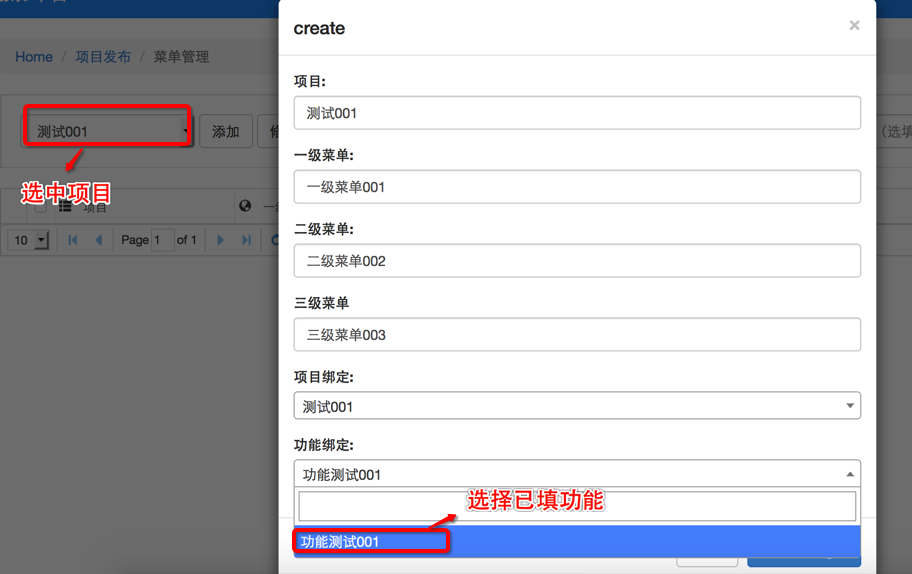 create ×
Home / 项目发布 / 菜单管理
项目:
测试001
测试001 添加
（选填
一级菜单:
选中项目
一级菜单001
项目
二级菜单:
10 Page 1 of 1
二级菜单002
三级菜单
三级菜单003
项目绑定:
测试001
功能绑定:
功能测试001
选择已填功能
功能测试001